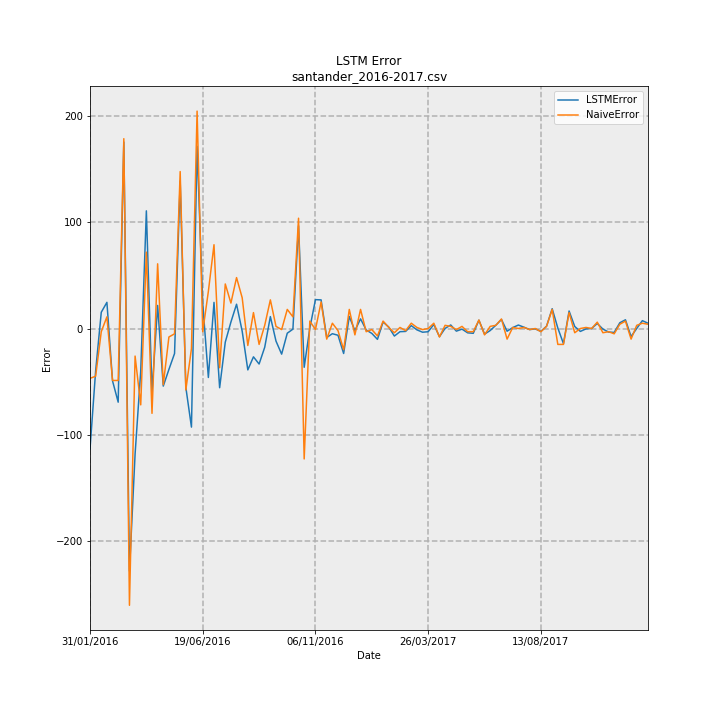 LSTM Error
santander_2016-2017.csv
LSTMError
NaiveError
200
100
0
−100
−200
Error
31/01/2016 19/06/2016 06/11/2016 26/03/2017 13/08/2017
Date